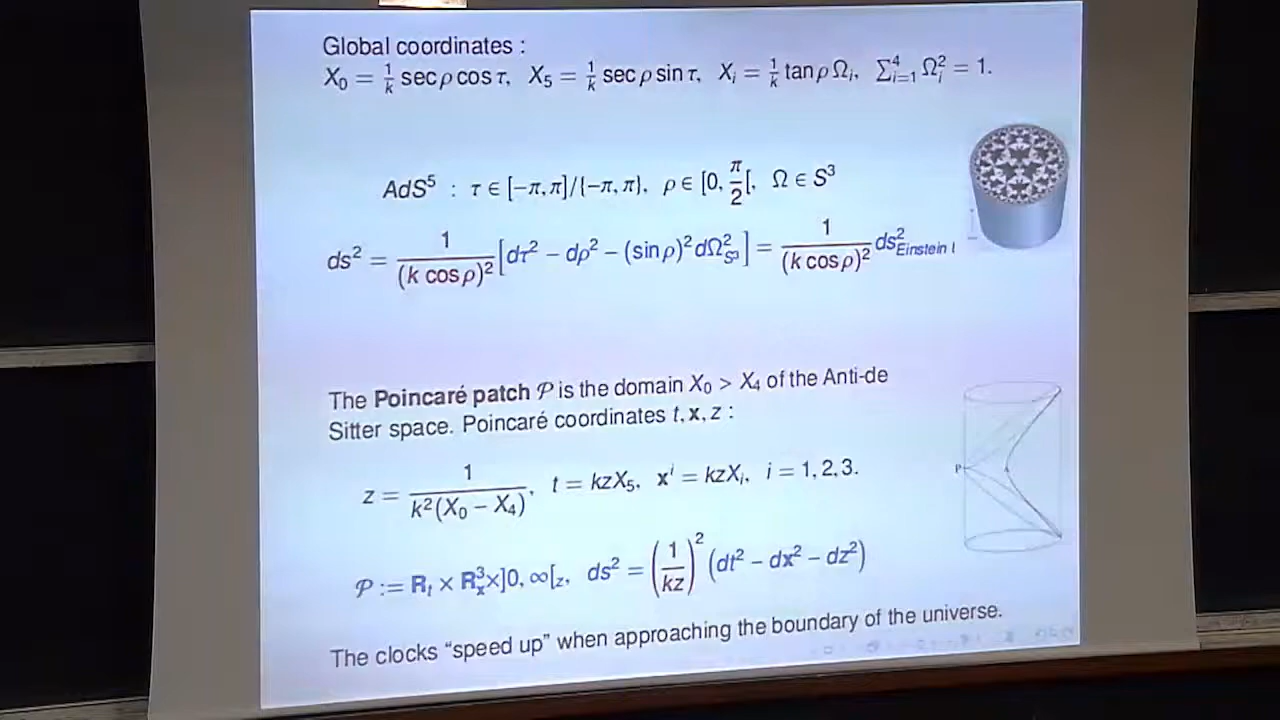 Global coordinates :
X₀ = 1/k sec ρ cos τ, X₅ = 1/k sec ρ sin τ, Xᵢ = 1/k tan ρ Ωᵢ, ∑⁴ᵢ₌₁ Ωᵢ² = 1.
AdS⁵ : τ ∈ [−π, π]/{−π, π}, ρ ∈ [0, π/2[, Ω ∈ S³
ds² = 1/(k cos ρ)² [dτ² − dρ² − (sin ρ)² dΩ²_S³] = 1/(k cos ρ)² ds²_Einstein
The Poincaré patch 𝒫 is the domain X₀ > X₄ of the Anti-de
Sitter space. Poincaré coordinates t, x, z :
z = 1/(k²(X₀ − X₄)), t = kzX₅, xⁱ = kzXᵢ, i = 1, 2, 3.
P
𝒫 := R_t × R³_x×]0, ∞[_z, ds² = (1/kz)² (dt² − dx² − dz²)
The clocks “speed up” when approaching the boundary of the universe.